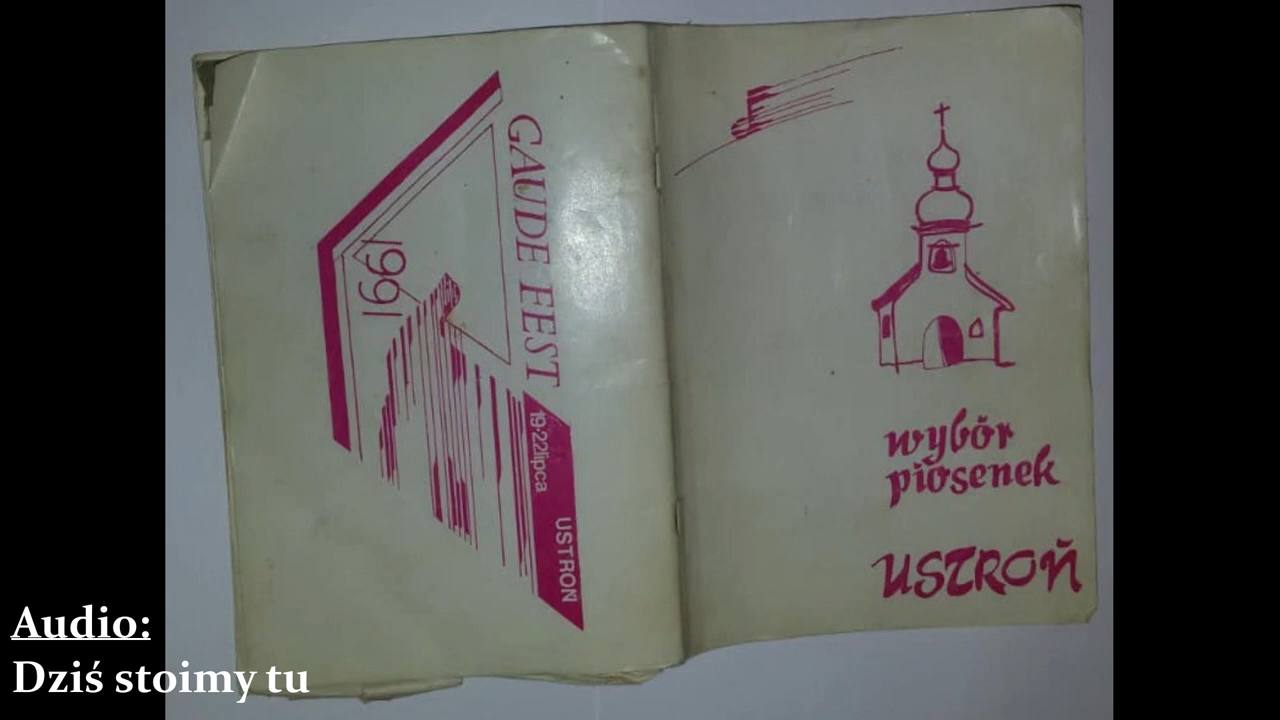 GAUDE FEST
1991
19-22 lipca
USTROŃ
wybór
piosenek
USTROŃ
Audio:
Dziś stoimy tu